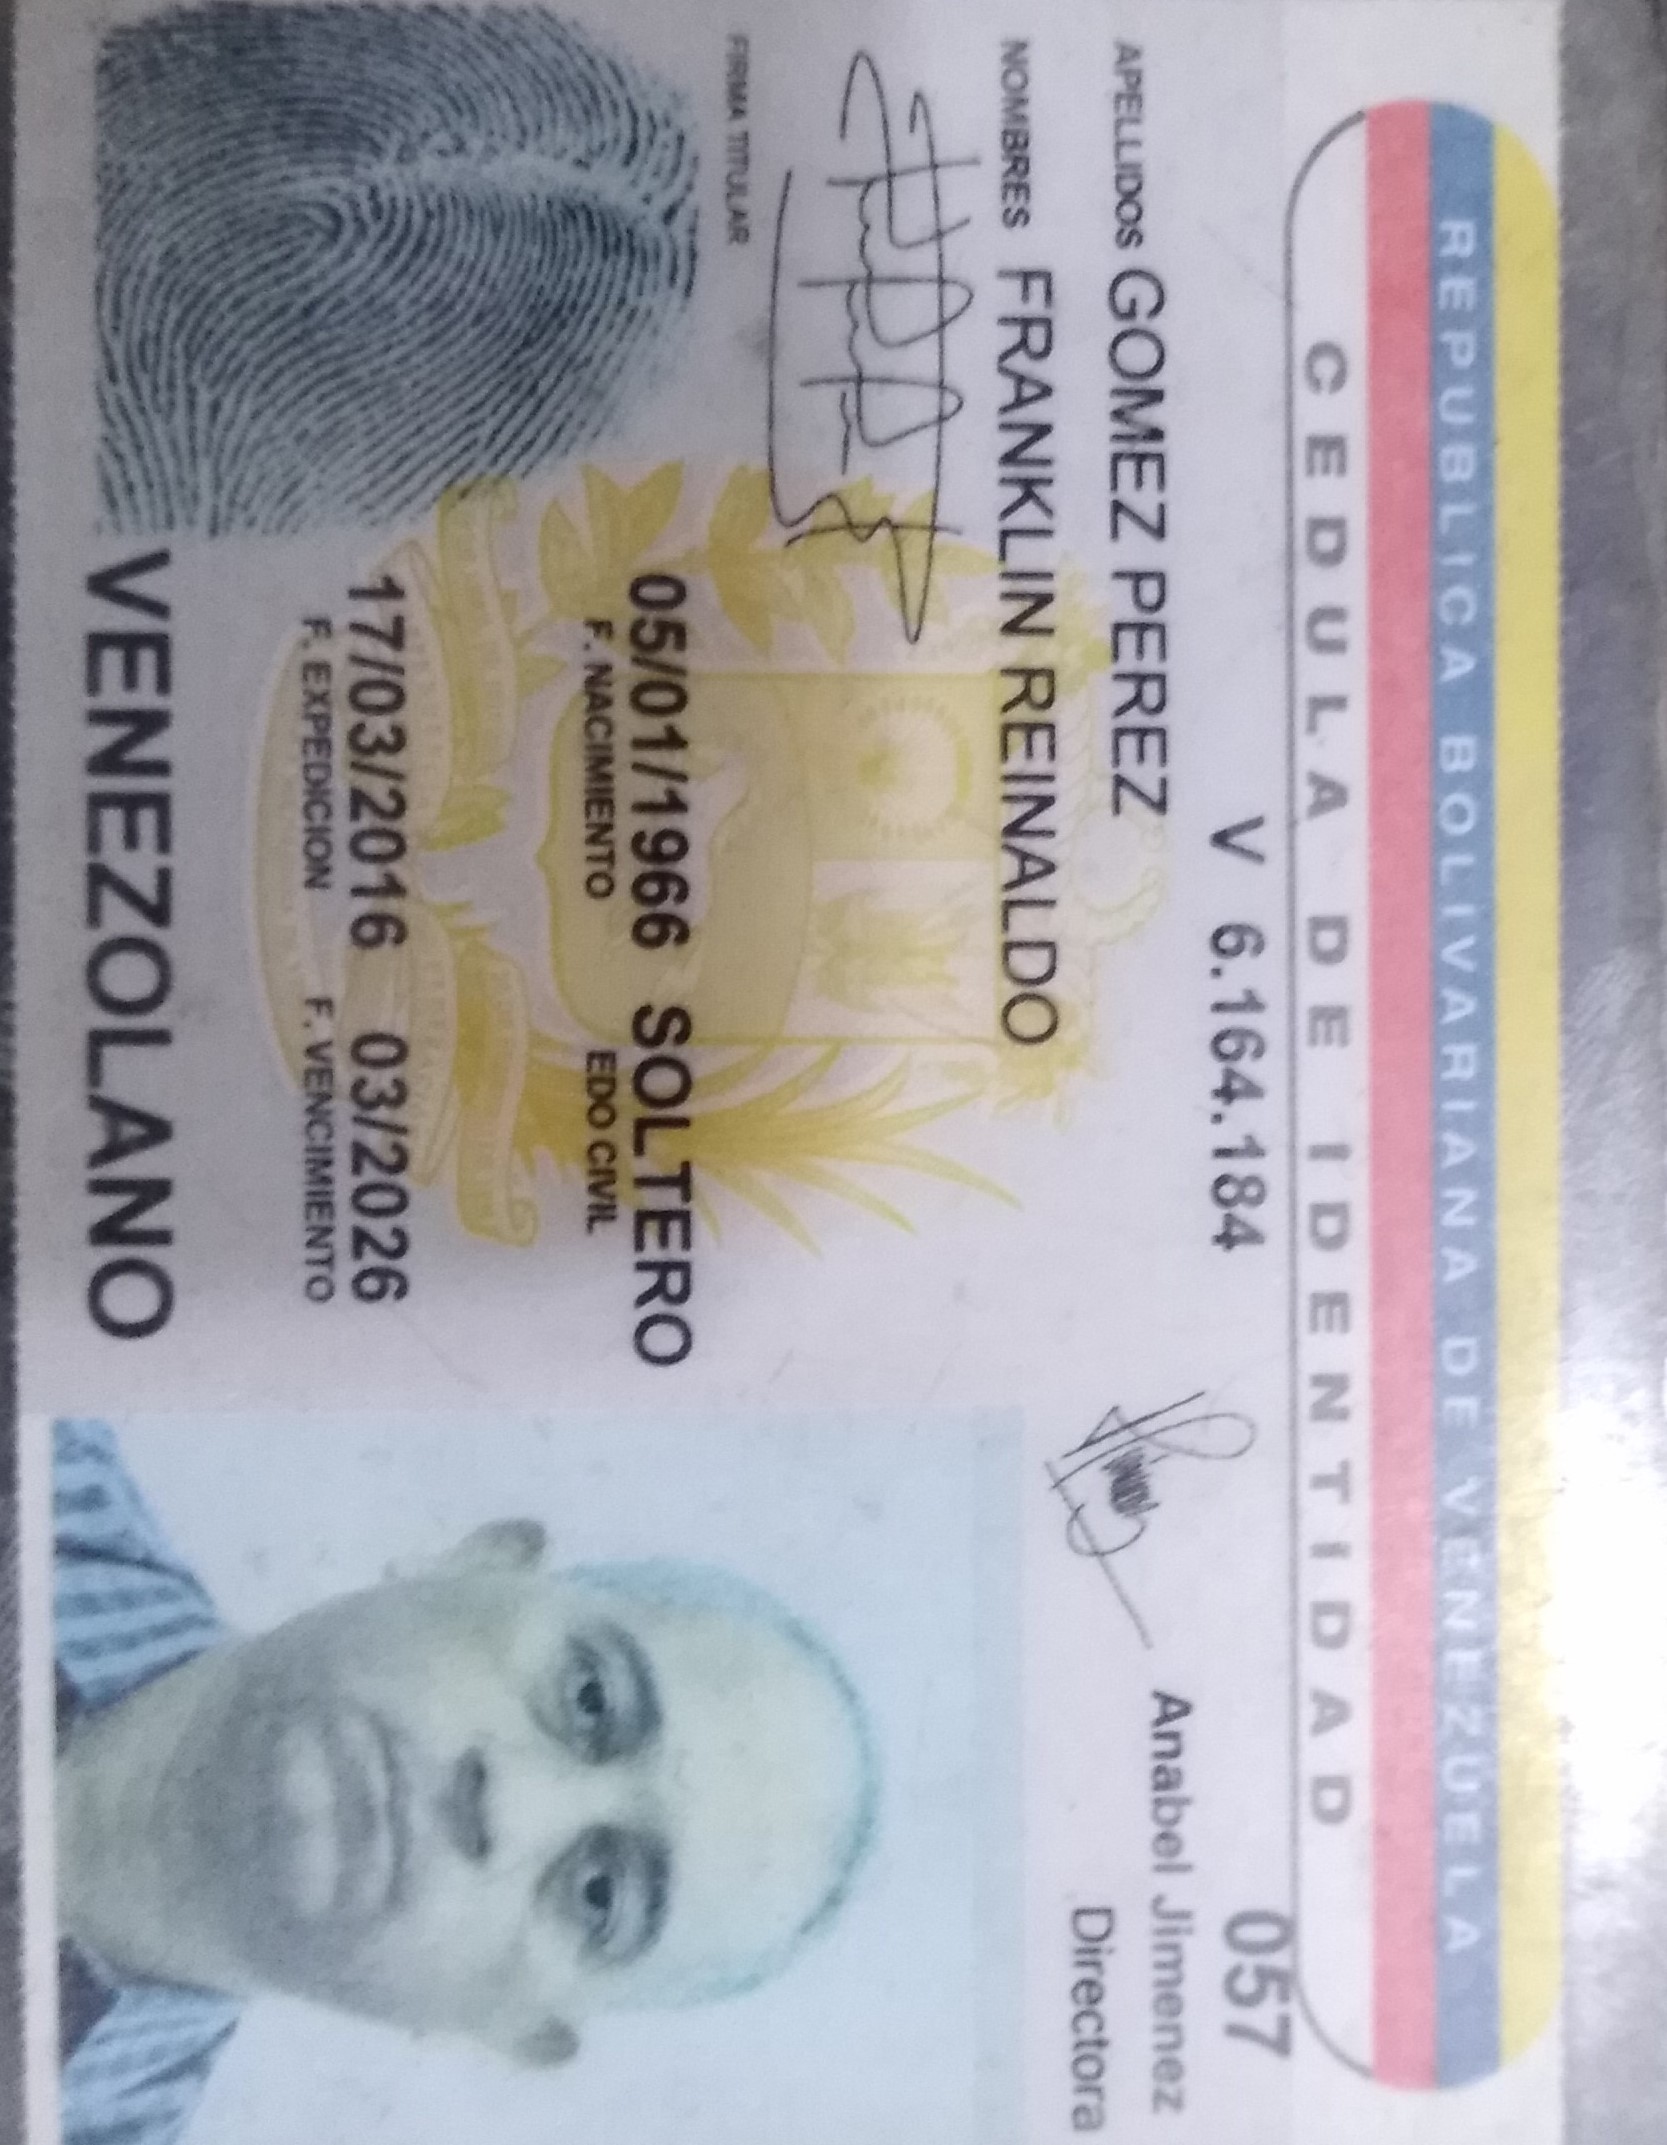 REPUBLICA BOLIVARIANA DE VENEZUELA
CEDULA DE IDENTIDAD
V 6.164.184
057
APELLIDOS GOMEZ PEREZ
Anabel Jimenez
Directora
NOMBRES FRANKLIN REINALDO
FIRMA TITULAR
05/01/1966 SOLTERO
F. NACIMIENTO EDO CIVIL
17/03/2016 03/2026
F. EXPEDICION F. VENCIMIENTO
VENEZOLANO